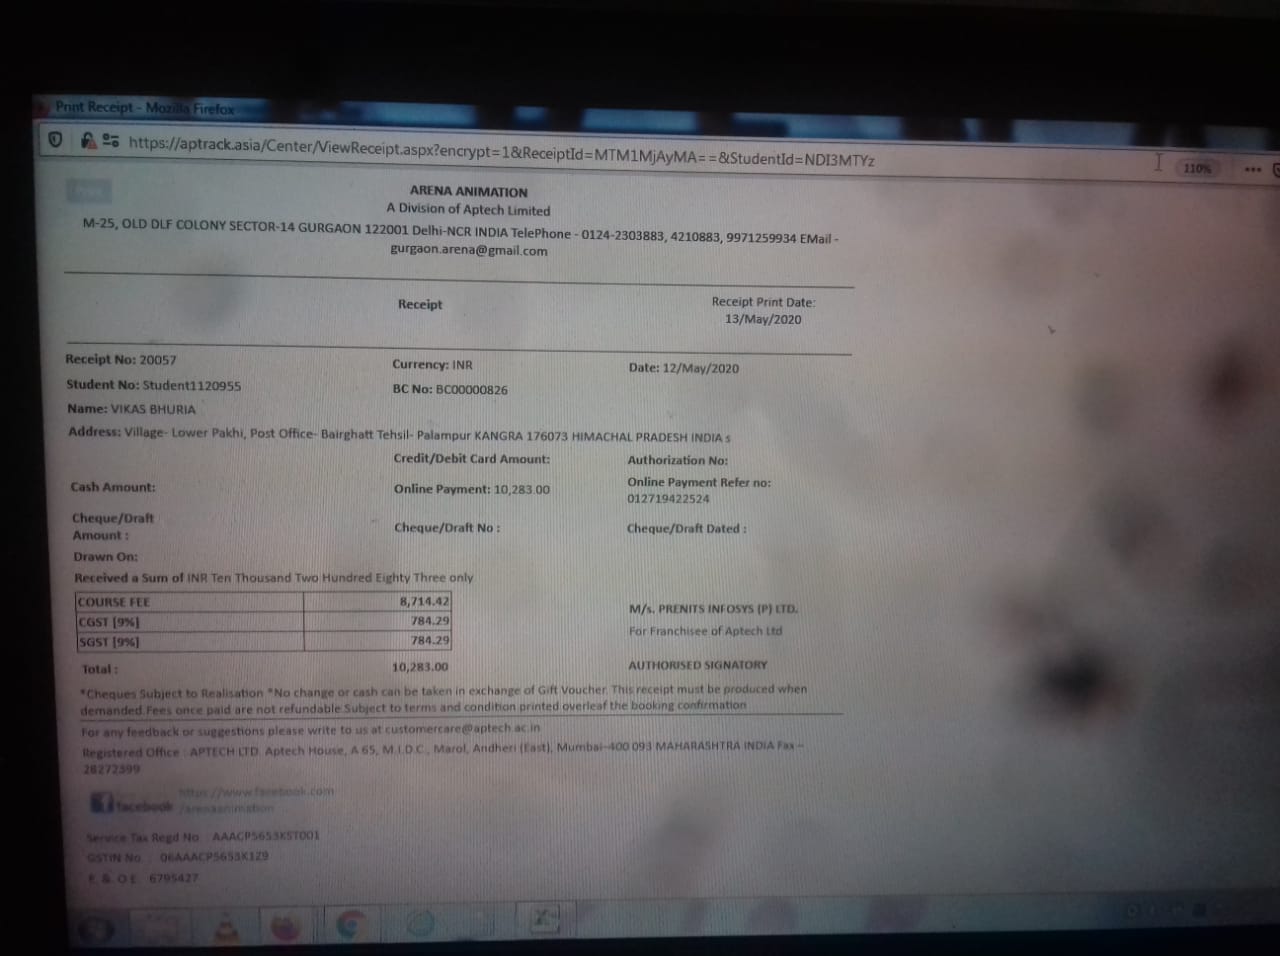 Print Receipt - Mozilla Firefox
https://aptrack.asia/Center/ViewReceipt.aspx?encrypt=1&ReceiptId=MTM1MjAyMA==&StudentId=NDI3MTYz
110%
Print
ARENA ANIMATION
A Division of Aptech Limited
M-25, OLD DLF COLONY SECTOR-14 GURGAON 122001 Delhi-NCR INDIA TelePhone - 0124-2303883, 4210883, 9971259934 EMail -
gurgaon.arena@gmail.com
Receipt
Receipt Print Date:
13/May/2020
Receipt No: 20057
Currency: INR
Date: 12/May/2020
Student No: Student1120955
BC No: BC00000826
Name: VIKAS BHURIA
Address: Village- Lower Pakhi, Post Office- Bairghatt Tehsil- Palampur KANGRA 176073 HIMACHAL PRADESH INDIA s
Credit/Debit Card Amount:
Authorization No:
Cash Amount:
Online Payment: 10,283.00
Online Payment Refer no:
012719422524
Cheque/Draft
Amount :
Cheque/Draft No :
Cheque/Draft Dated :
Drawn On:
Received a Sum of INR Ten Thousand Two Hundred Eighty Three only
COURSE FEE 8,714.42
CGST [9%] 784.29
SGST [9%] 784.29
Total : 10,283.00
M/s. PRENITS INFOSYS (P) LTD.
For Franchisee of Aptech Ltd
AUTHORISED SIGNATORY
*Cheques Subject to Realisation *No change or cash can be taken in exchange of Gift Voucher. This receipt must be produced when
demanded.Fees once paid are not refundable.Subject to terms and condition printed overleaf the booking confirmation
For any feedback or suggestions please write to us at customercare@aptech.ac.in
Registered Office : APTECH LTD. Aptech House, A 65, M.I.D.C., Marol, Andheri (East), Mumbai-400 093 MAHARASHTRA INDIA Fax –
28272399
facebook
https://www.facebook.com
/arenaanimation
Service Tax Regd No : AAACP5653KST001
GSTIN No. : 06AAACP5653K1Z9
E. & .O.E. 6795427